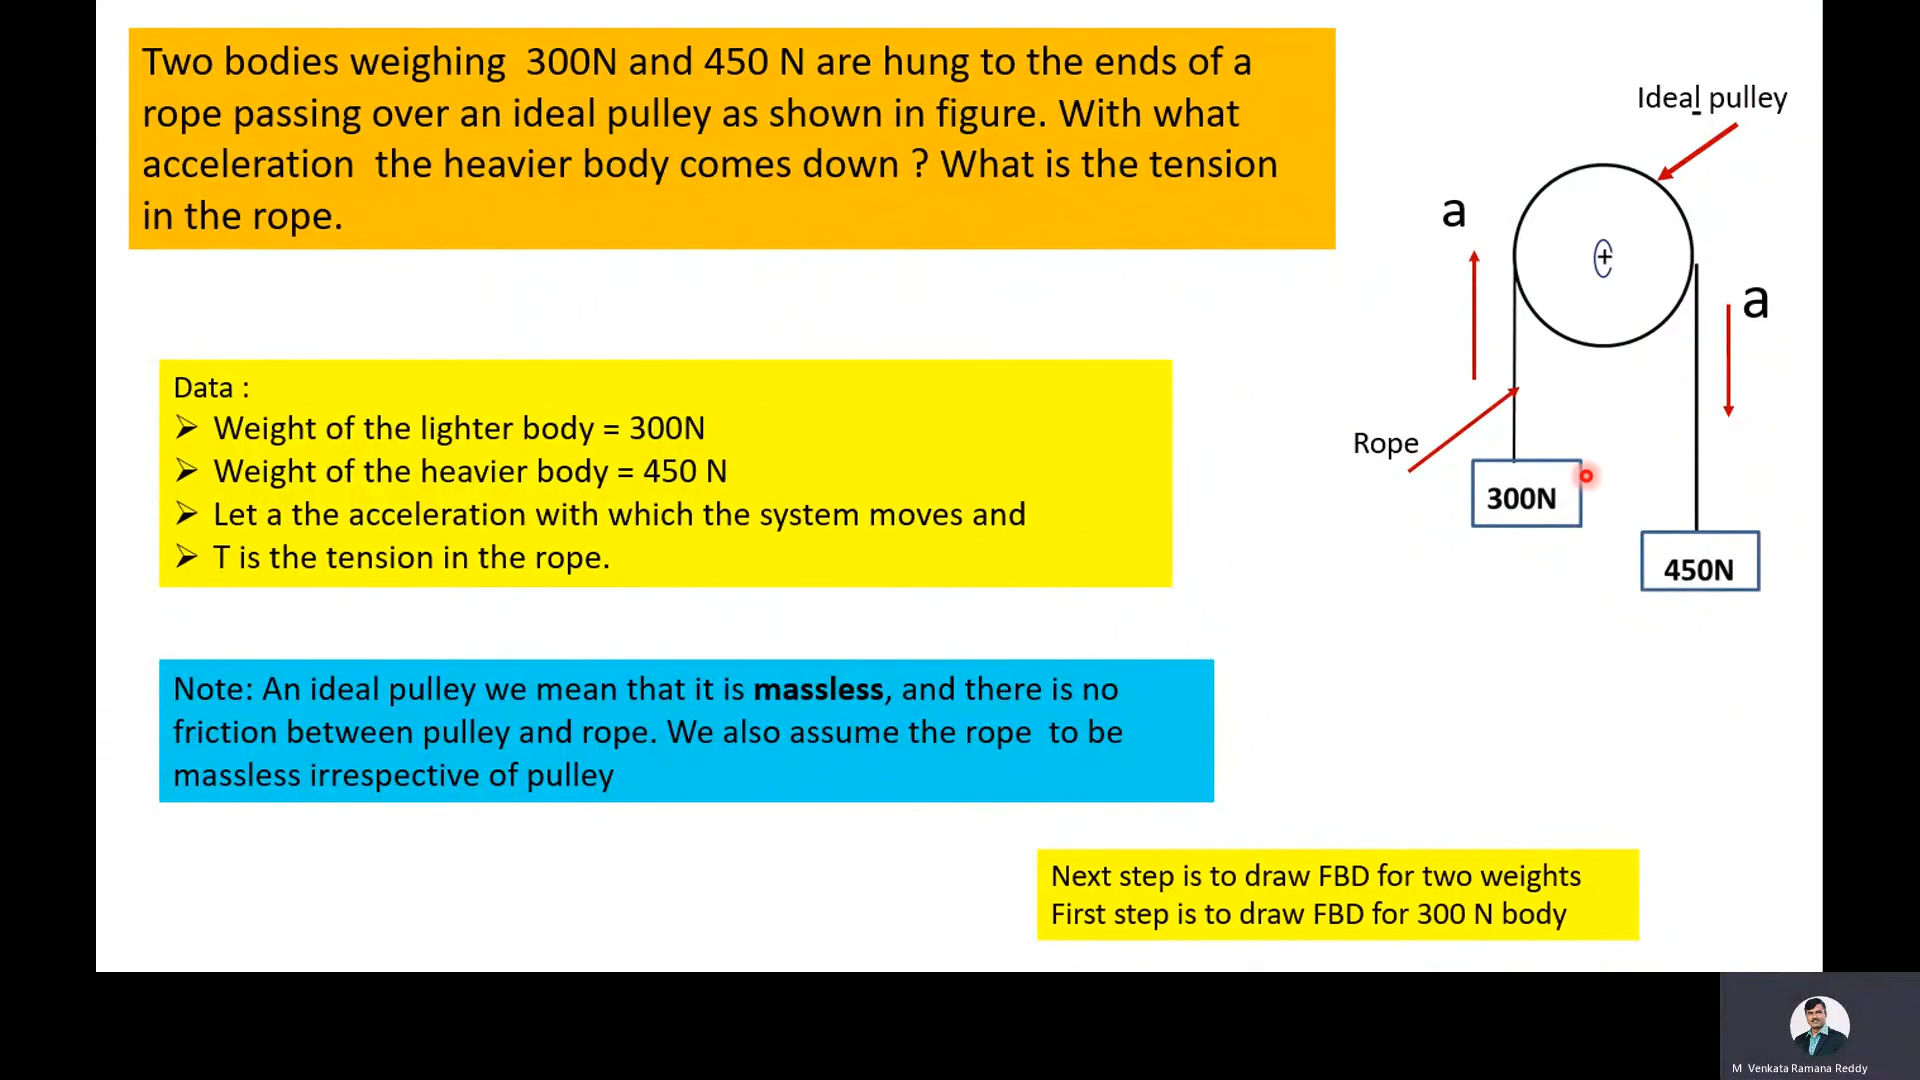 Two bodies weighing 300N and 450 N are hung to the ends of a
rope passing over an ideal pulley as shown in figure. With what
acceleration the heavier body comes down ? What is the tension
in the rope.
Ideal pulley
a
a
Rope
300N
450N
Data :
➢ Weight of the lighter body = 300N
➢ Weight of the heavier body = 450 N
➢ Let a the acceleration with which the system moves and
➢ T is the tension in the rope.
Note: An ideal pulley we mean that it is massless, and there is no
friction between pulley and rope. We also assume the rope to be
massless irrespective of pulley
Next step is to draw FBD for two weights
First step is to draw FBD for 300 N body
M Venkata Ramana Reddy